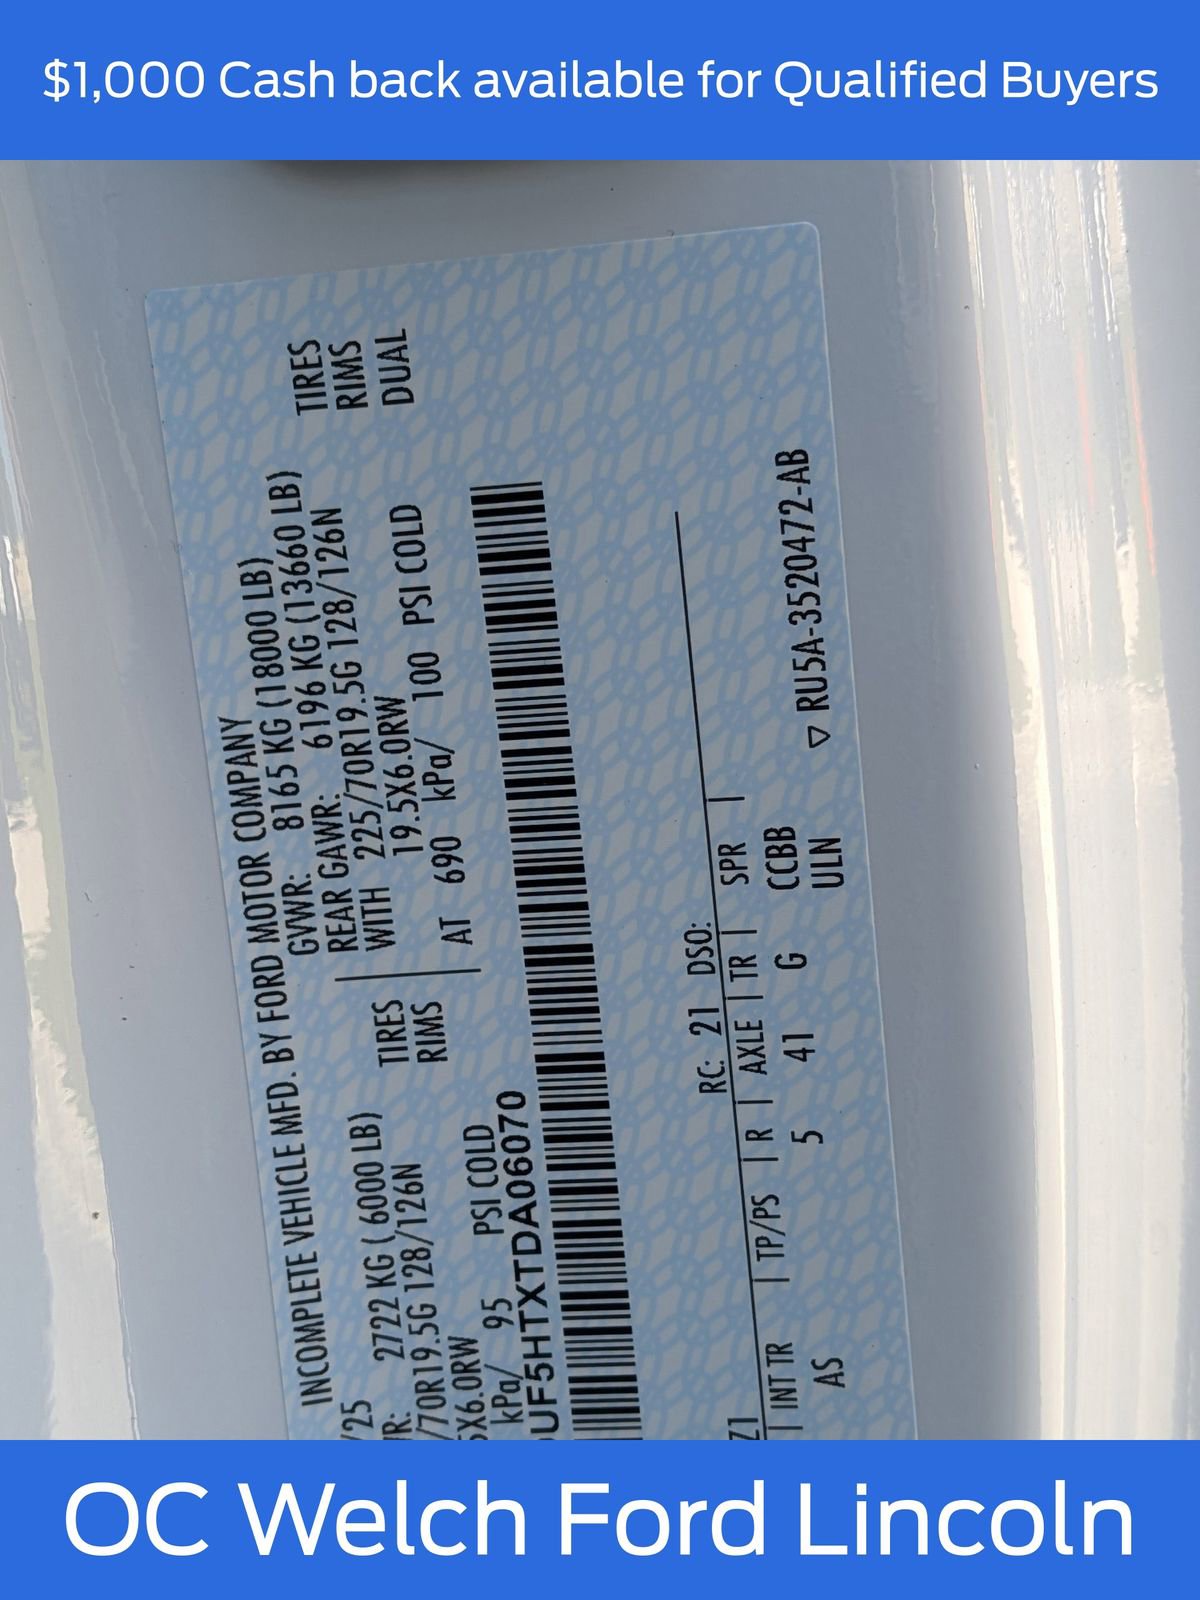 $1,000 Cash back available for Qualified Buyers
INCOMPLETE VEHICLE MFD. BY FORD MOTOR COMPANY
/25
GVWR: 8165 KG (18000 LB)
2722 KG ( 6000 LB)
REAR GAWR: 6196 KG (13660 LB)
/70R19.5G 128/126N TIRES
WITH 225/70R19.5G 128/126N TIRES
X6.0RW RIMS
19.5X6.0RW RIMS
kPa/ 95 PSI COLD
AT 690 kPa/ 100 PSI COLD DUAL
UF5HTXTDA06070
RC: 21 DSO:
Z1
INT TR | TP/PS | R | AXLE | TR | SPR |
AS 5 41 G CCBB
ULN
▽ RU5A-3520472-AB
OC Welch Ford Lincoln